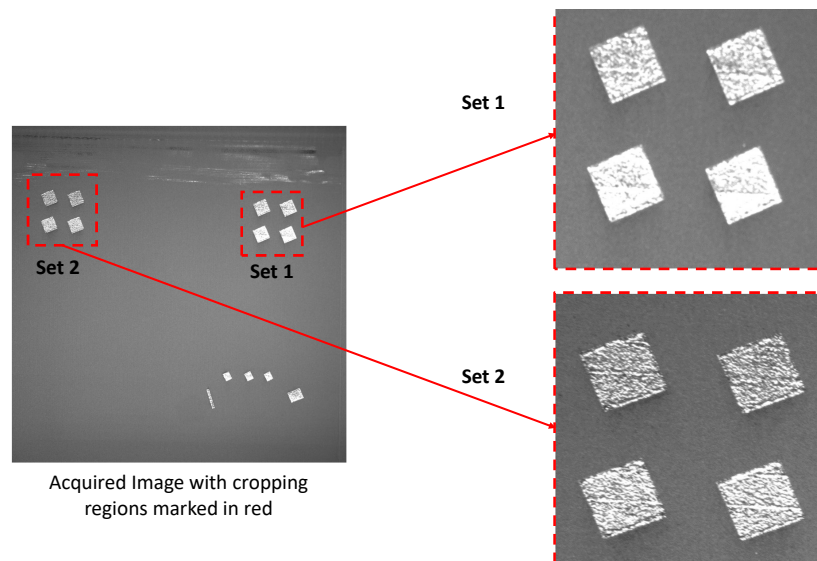 Set 1
Set 2
Set 1
Set 2
Acquired Image with cropping
regions marked in red